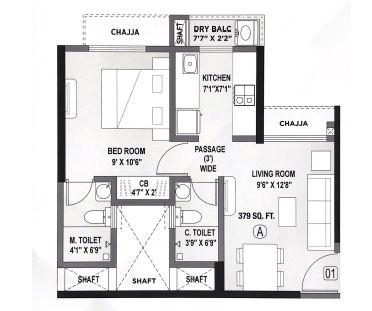 CHAJJA
SHAFT
DRY BALC
7'7" X 2'2"
KITCHEN
7'1"X7'1"
CHAJJA
BED ROOM
9' X 10'6"
PASSAGE
(3')
WIDE
LIVING ROOM
9'6" X 12'8"
CB
4'7" X 2'
379 SQ. FT.
A
M. TOILET
4'1" X 6'9"
C. TOILET
3'9" X 6'9"
SHAFT
SHAFT
SHAFT
01